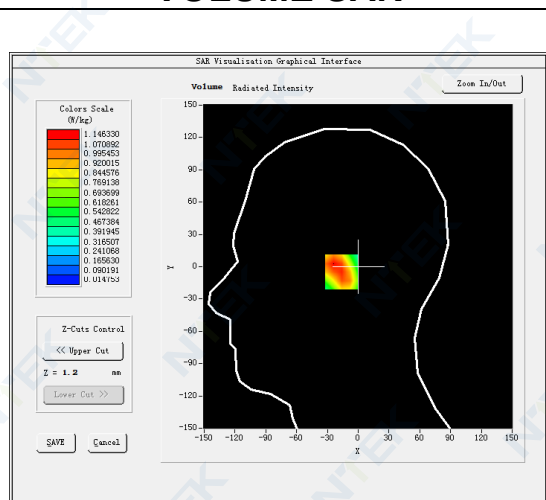 VOLUME SAR
SAR Visualisation Graphical Interface
Volume Radiated Intensity
Zoom In/Out
Colors Scale
(W/kg)
1.146330
1.070892
0.995453
0.920015
0.844576
0.769138
0.693699
0.618261
0.542822
0.467384
0.391945
0.316507
0.241068
0.165630
0.090191
0.014753
Z-Cuts Control
<< Upper Cut
Z = 1.2 mm
Lower Cut >>
SAVE Cancel
150
120
90
60
30
0
-30
-60
-90
-120
-150
Y
-150 -120 -90 -60 -30 0 30 60 90 120 150
X
NTEK